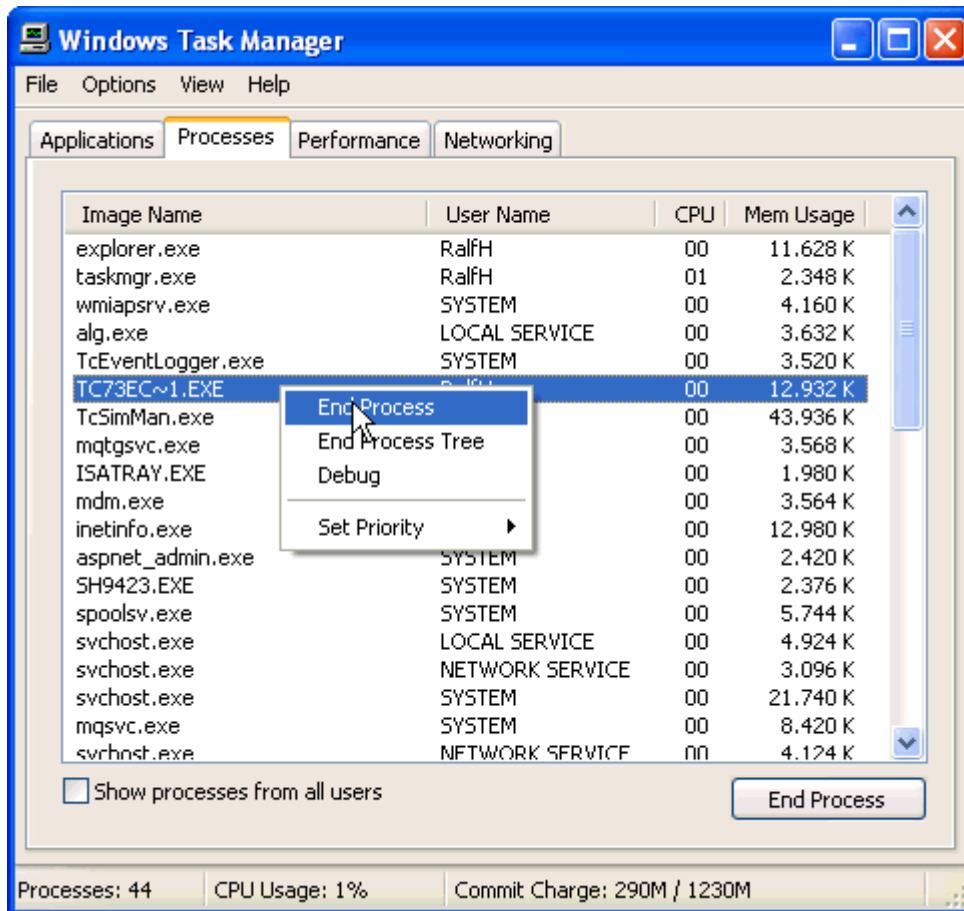 Windows Task Manager
File Options View Help
Applications Processes Performance Networking
Image Name User Name CPU Mem Usage
explorer.exe RalfH 00 11.628 K
taskmgr.exe RalfH 01 2.348 K
wmiapsrv.exe SYSTEM 00 4.160 K
alg.exe LOCAL SERVICE 00 3.632 K
TcEventLogger.exe SYSTEM 00 3.520 K
TC73EC~1.EXE 00 12.932 K
End Process
TcSimMan.exe 00 43.936 K
End Process Tree
mqtgsvc.exe 00 3.568 K
ISATRAY.EXE 00 1.980 K
Debug
mdm.exe 00 3.564 K
inetinfo.exe 00 12.980 K
Set Priority
aspnet_admin.exe SYSTEM 00 2.420 K
SH9423.EXE SYSTEM 00 2.376 K
spoolsv.exe SYSTEM 00 5.744 K
svchost.exe LOCAL SERVICE 00 4.924 K
svchost.exe NETWORK SERVICE 00 3.096 K
svchost.exe SYSTEM 00 21.740 K
mqsvc.exe SYSTEM 00 8.420 K
svchost.exe NETWORK SERVICE 00 4.124 K
Show processes from all users
End Process
Processes: 44 CPU Usage: 1% Commit Charge: 290M / 1230M